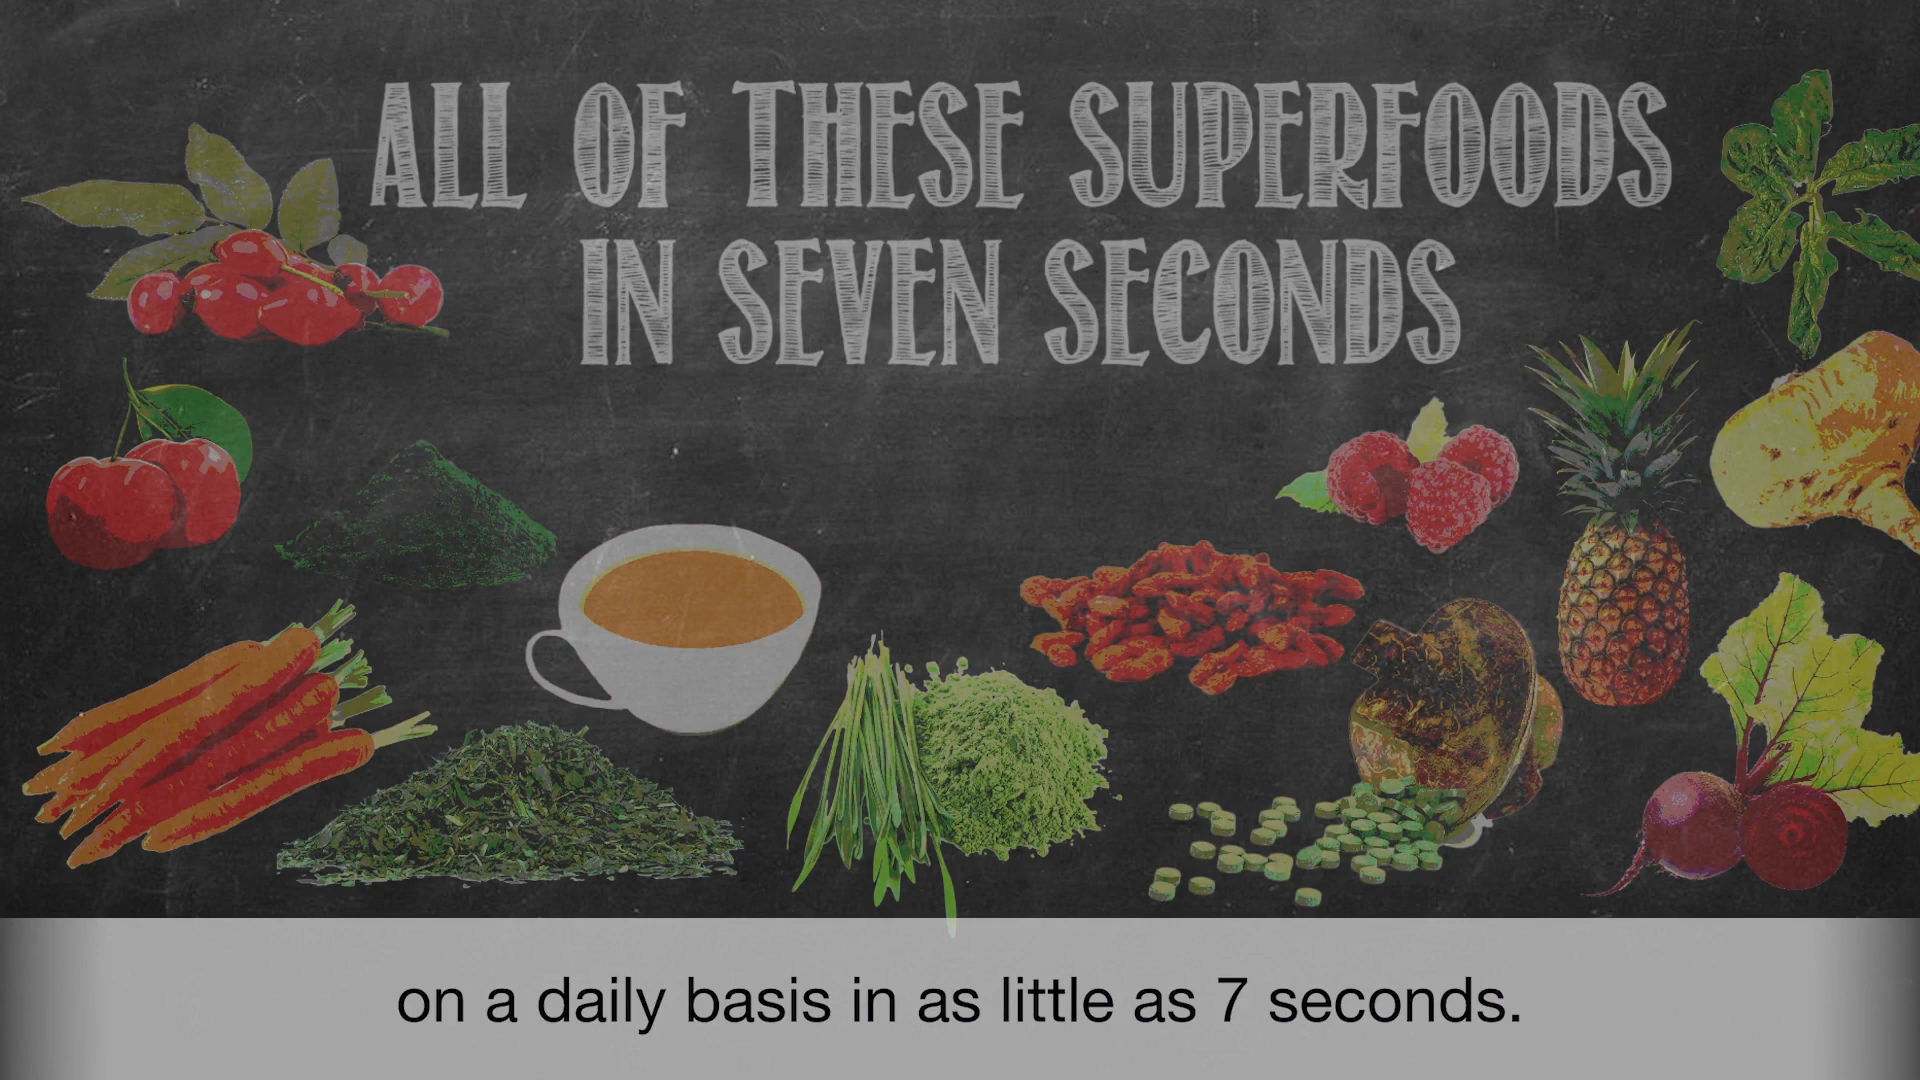 ALL OF THESE SUPERFOODS
IN SEVEN SECONDS
on a daily basis in as little as 7 seconds.